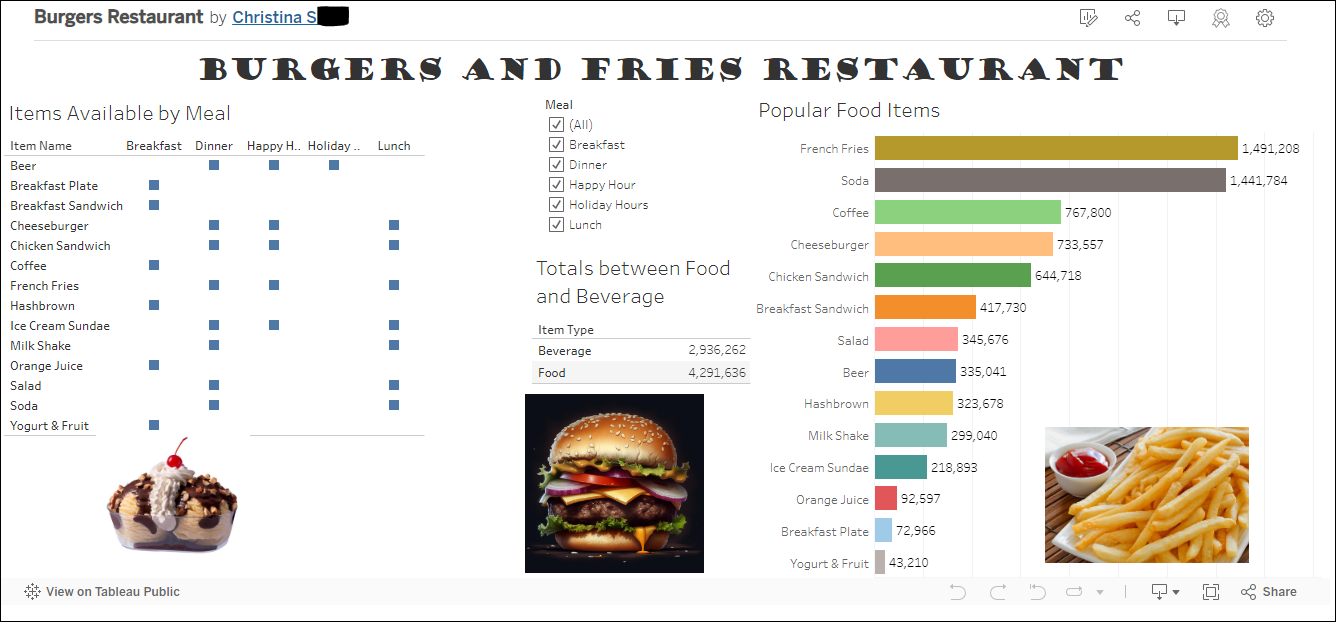 Burgers Restaurant by Christina S
BURGERS AND FRIES RESTAURANT
Items Available by Meal
Item Name Breakfast Dinner Happy H.. Holiday .. Lunch
Beer
Breakfast Plate
Breakfast Sandwich
Cheeseburger
Chicken Sandwich
Coffee
French Fries
Hashbrown
Ice Cream Sundae
Milk Shake
Orange Juice
Salad
Soda
Yogurt & Fruit
Meal
(All)
Breakfast
Dinner
Happy Hour
Holiday Hours
Lunch
Totals between Food
and Beverage
Item Type
Beverage 2,936,262
Food 4,291,636
Popular Food Items
French Fries 1,491,208
Soda 1,441,784
Coffee 767,800
Cheeseburger 733,557
Chicken Sandwich 644,718
Breakfast Sandwich 417,730
Salad 345,676
Beer 335,041
Hashbrown 323,678
Milk Shake 299,040
Ice Cream Sundae 218,893
Orange Juice 92,597
Breakfast Plate 72,966
Yogurt & Fruit 43,210
View on Tableau Public
Share